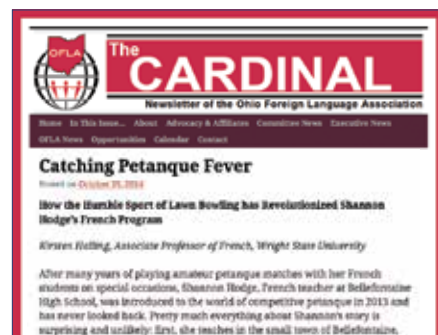 OFLA
The
CARDINAL
Newsletter of the Ohio Foreign Language Association
Home In This Issue... About Advocacy & Affiliates Committee News Executive News
OFLA News Opportunities Calendar Contact
Catching Petanque Fever
Posted on October 25, 2014
How the Humble Sport of Lawn Bowling has Revolutionized Shannon
Hodge's French Program
Kirsten Halling, Associate Professor of French, Wright State University
After many years of playing amateur petanque matches with her French
students on special occasions, Shannon Hodge, French teacher at Bellefontaine
High School, was introduced to the world of competitive petanque in 2013 and
has never looked back. Pretty much everything about Shannon's story is
surprising and unlikely: first, she teaches in the small town of Bellefontaine,